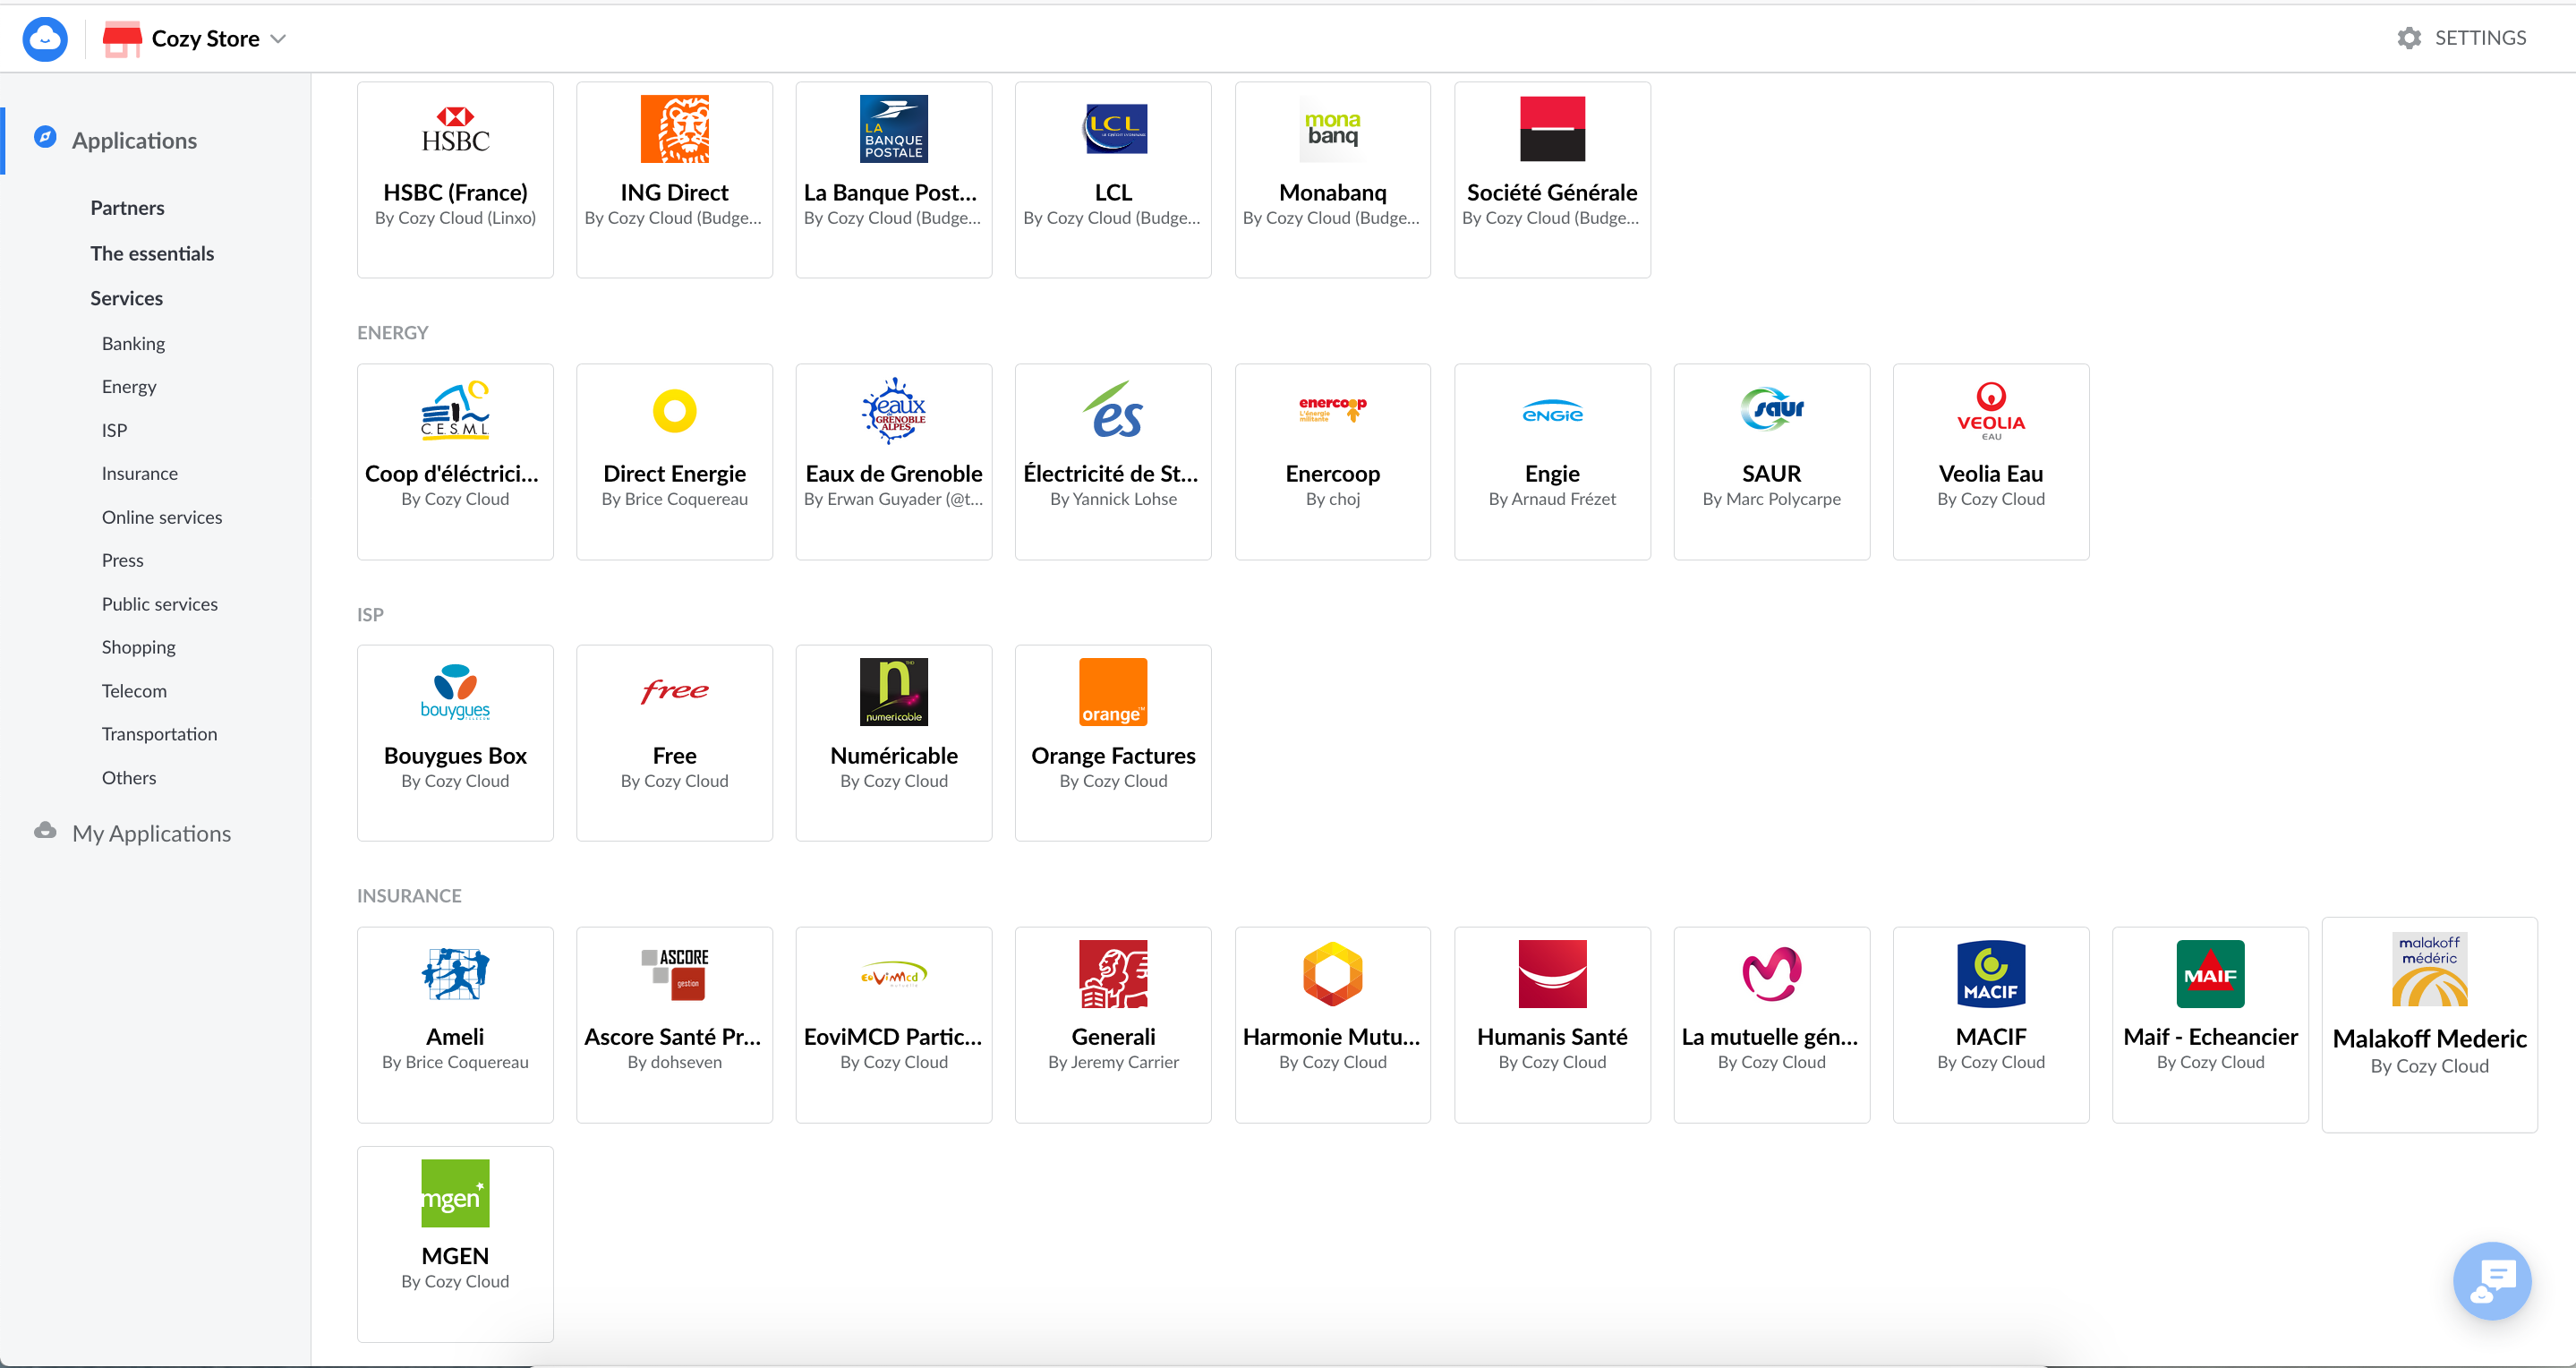 Cozy Store
SETTINGS
Applications
Partners
The essentials
Services
Banking
Energy
ISP
Insurance
Online services
Press
Public services
Shopping
Telecom
Transportation
Others
My Applications
HSBC
HSBC (France)
By Cozy Cloud (Linxo)
ING Direct
By Cozy Cloud (Budge...
LA
BANQUE
POSTALE
La Banque Post...
By Cozy Cloud (Budge...
LCL
LCL
By Cozy Cloud (Budge...
mona
banq
Monabanq
By Cozy Cloud (Budge...
Société Générale
By Cozy Cloud (Budge...
ENERGY
C.E.S.M.L.
Coop d'éléctrici...
By Cozy Cloud
Direct Energie
By Brice Coquereau
eaux
GRENOBLE
ALPES
Eaux de Grenoble
By Erwan Guyader (@t...
és
Électricité de St...
By Yannick Lohse
enercoop
L'énergie
militante
Enercoop
By choj
ENGIE
Engie
By Arnaud Frézet
saur
SAUR
By Marc Polycarpe
VEOLIA
EAU
Veolia Eau
By Cozy Cloud
ISP
bouygues
TELECOM
Bouygues Box
By Cozy Cloud
free
Free
By Cozy Cloud
n
numericable
Numéricable
By Cozy Cloud
orange™
Orange Factures
By Cozy Cloud
INSURANCE
Ameli
By Brice Coquereau
ASCORE
gestion
Ascore Santé Pr...
By dohseven
EoViMcd
MUTUELLE
EoviMCD Partic...
By Cozy Cloud
Generali
By Jeremy Carrier
Harmonie Mutu...
By Cozy Cloud
Humanis Santé
By Cozy Cloud
La mutuelle gén...
By Cozy Cloud
MACIF
MACIF
By Cozy Cloud
MAIF
Maif - Echeancier
By Cozy Cloud
malakoff
médéric
Malakoff Mederic
By Cozy Cloud
mgen*
MGEN
By Cozy Cloud